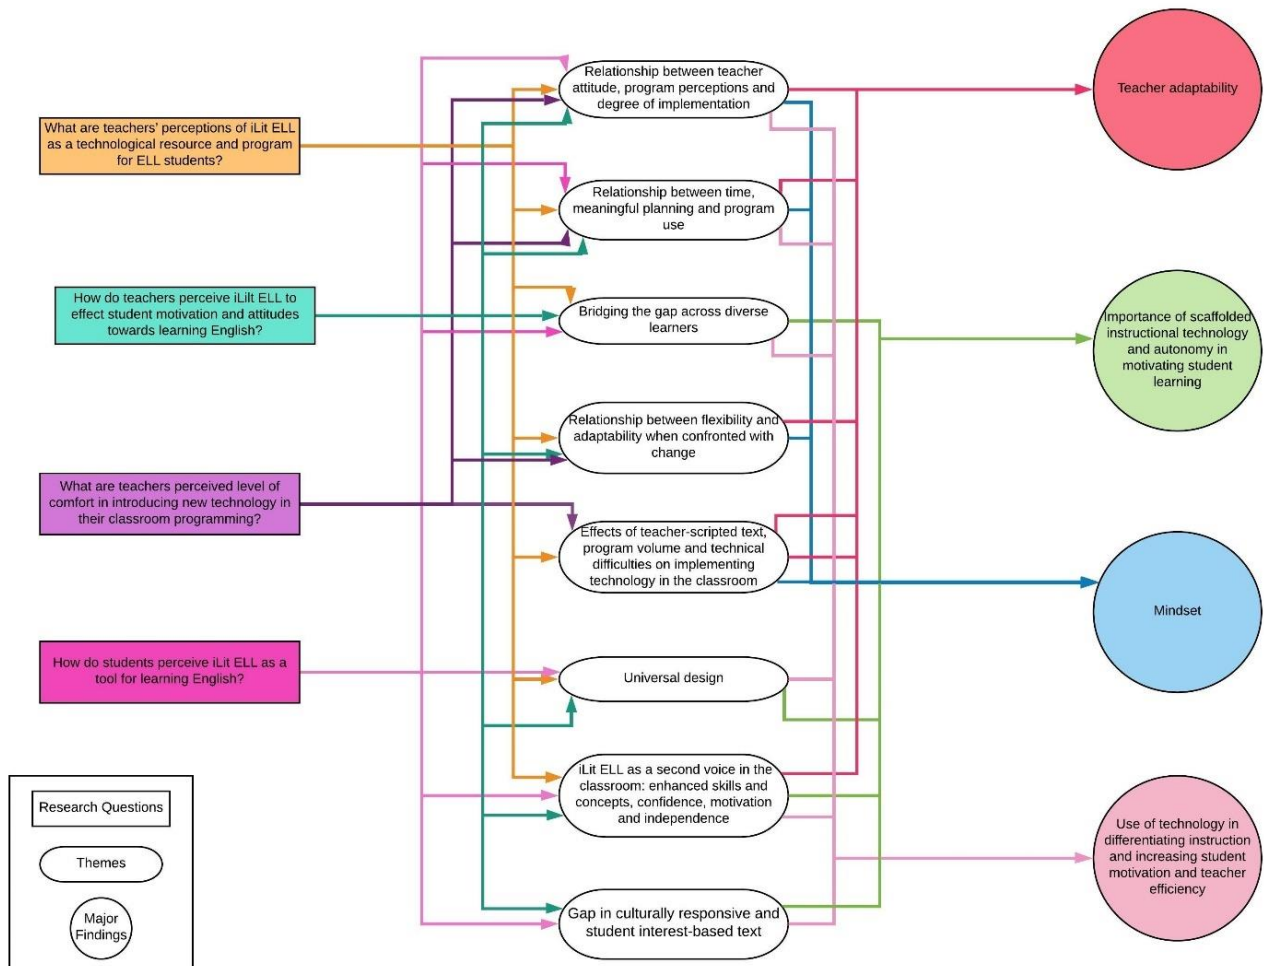 What are teachers' perceptions of iLit ELL
as a technological resource and program
for ELL students?
How do teachers perceive iLilt ELL to
effect student motivation and attitudes
towards learning English?
What are teachers perceived level of
comfort in introducing new technology in
their classroom programming?
How do students perceive iLit ELL as a
tool for learning English?
Research Questions
Themes
Major
Findings
Relationship between teacher
attitude, program perceptions and
degree of implementation
Relationship between time,
meaningful planning and program
use
Bridging the gap across diverse
learners
Relationship between flexibility and
adaptability when confronted with
change
Effects of teacher-scripted text,
program volume and technical
difficulties on implementing
technology in the classroom
Universal design
iLit ELL as a second voice in the
classroom: enhanced skills and
concepts, confidence, motivation
and independence
Gap in culturally responsive and
student interest-based text
Teacher adaptability
Importance of scaffolded
instructional technology
and autonomy in
motivating student
learning
Mindset
Use of technology in
differentiating instruction
and increasing student
motivation and teacher
efficiency